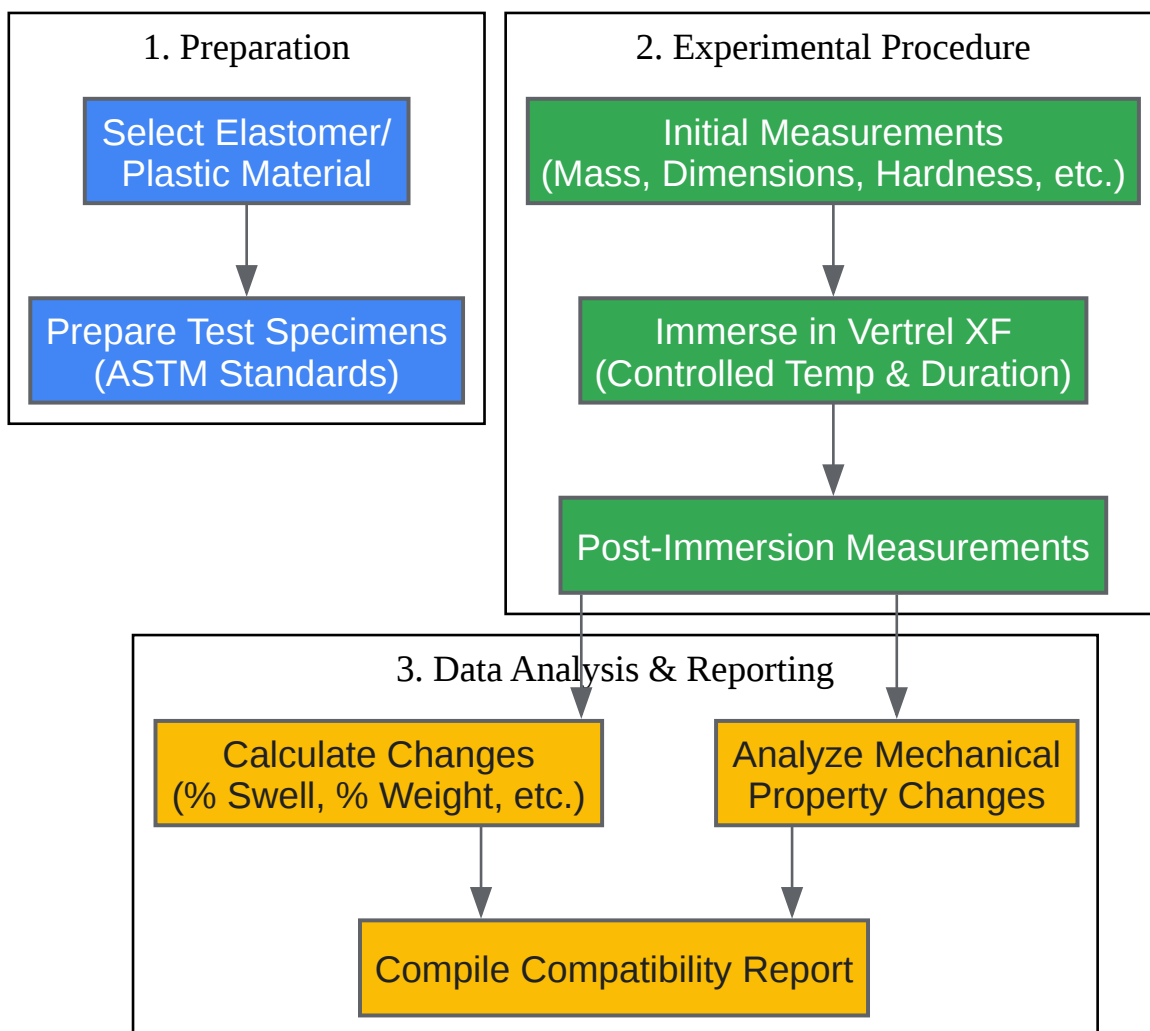 1. Preparation
Select Elastomer/
Plastic Material
Prepare Test Specimens
(ASTM Standards)
2. Experimental Procedure
Initial Measurements
(Mass, Dimensions, Hardness, etc.)
Immerse in Vertrel XF
(Controlled Temp & Duration)
Post-Immersion Measurements
3. Data Analysis & Reporting
Calculate Changes
(% Swell, % Weight, etc.)
Analyze Mechanical
Property Changes
Compile Compatibility Report